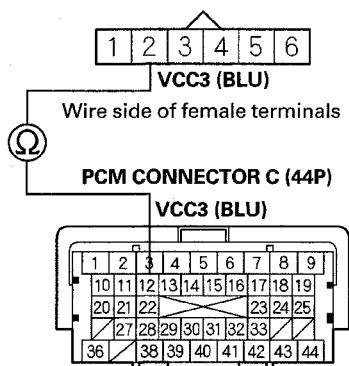 1 2 3 4 5 6
VCC3 (BLU)
Wire side of female terminals
Ω
PCM CONNECTOR C (44P)
VCC3 (BLU)
1 2 3 4 5 6 7 8 9
10 11 12 13 14 15 16 17 18 19
20 21 22 23 24 25
27 28 29 30 31 32 33
36 38 39 40 41 42 43 44